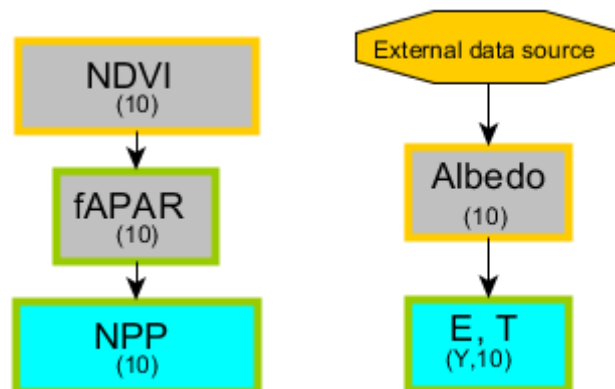 NDVI
(10)
fAPAR
(10)
NPP
(10)
External data source
Albedo
(10)
E, T
(Y,10)